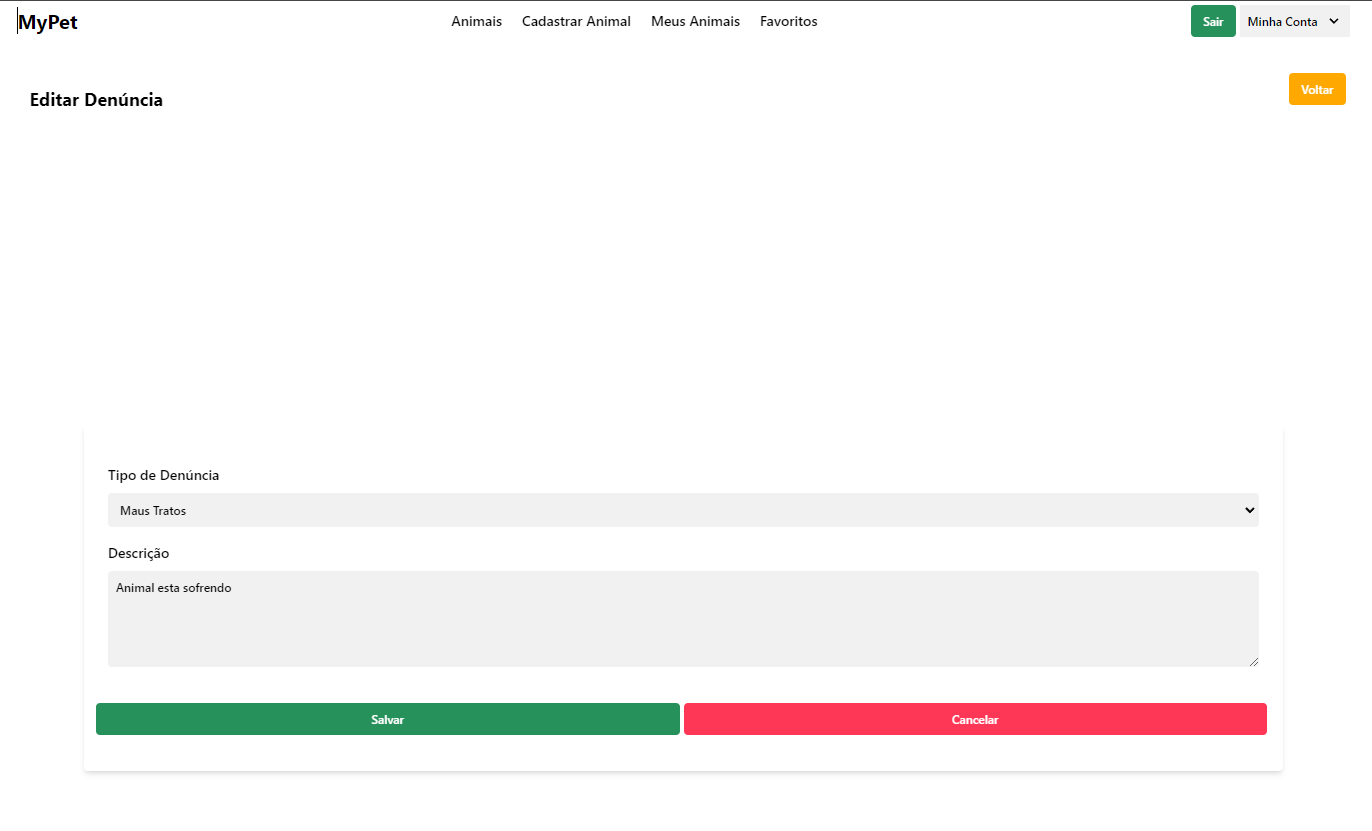 MyPet Animais Cadastrar Animal Meus Animais Favoritos Sair Minha Conta
Editar Denúncia Voltar
Tipo de Denúncia
Maus Tratos
Descrição
Animal esta sofrendo
Salvar Cancelar